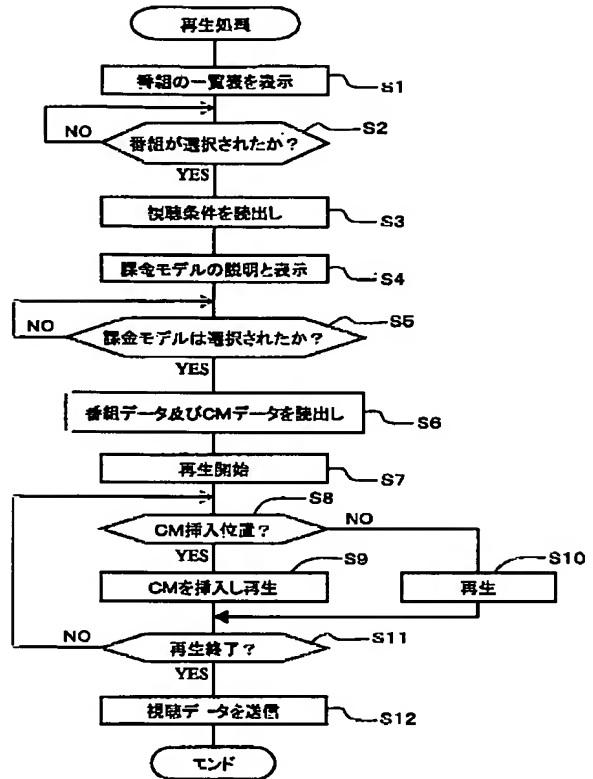 再生処理
番組の一覧表を表示
S1
NO
番組が選択されたか？
S2
YES
視聴条件を読出し
S3
課金モデルの説明と表示
S4
NO
課金モデルは選択されたか？
S5
YES
番組データ及びCMデータを読出し
S6
再生開始
S7
CM挿入位置？
S8
NO
YES
CMを挿入し再生
S9
再生
S10
NO
再生終了？
S11
YES
視聴データを送信
S12
エンド